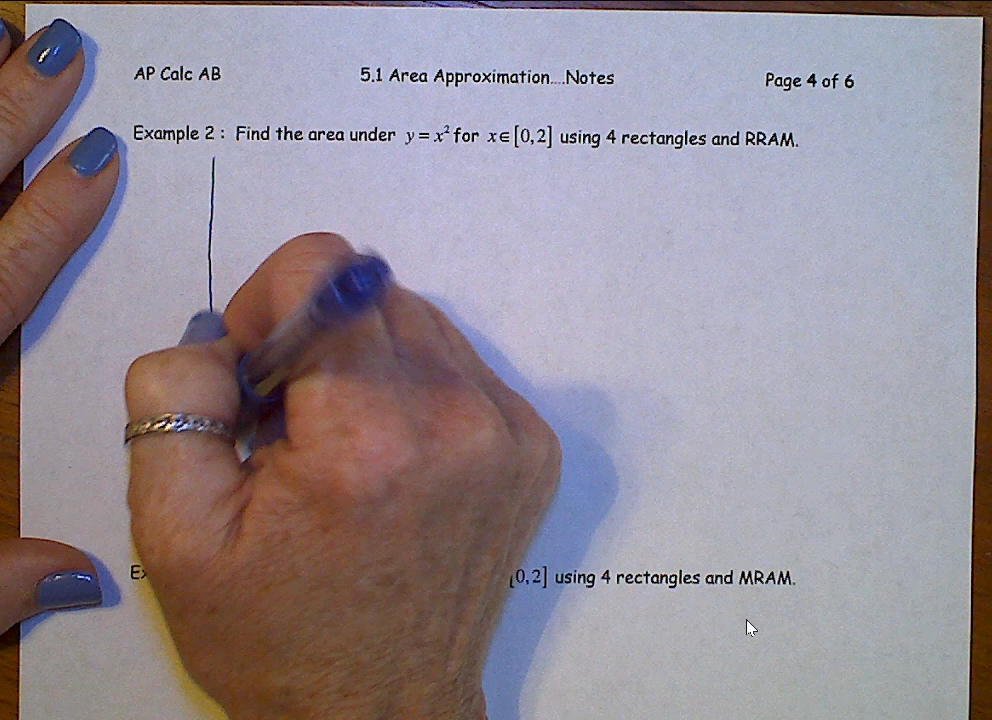 AP Calc AB 5.1 Area Approximation....Notes Page 4 of 6
Example 2 : Find the area under y = x² for x ∈ [0, 2] using 4 rectangles and RRAM.
[0, 2] using 4 rectangles and MRAM.